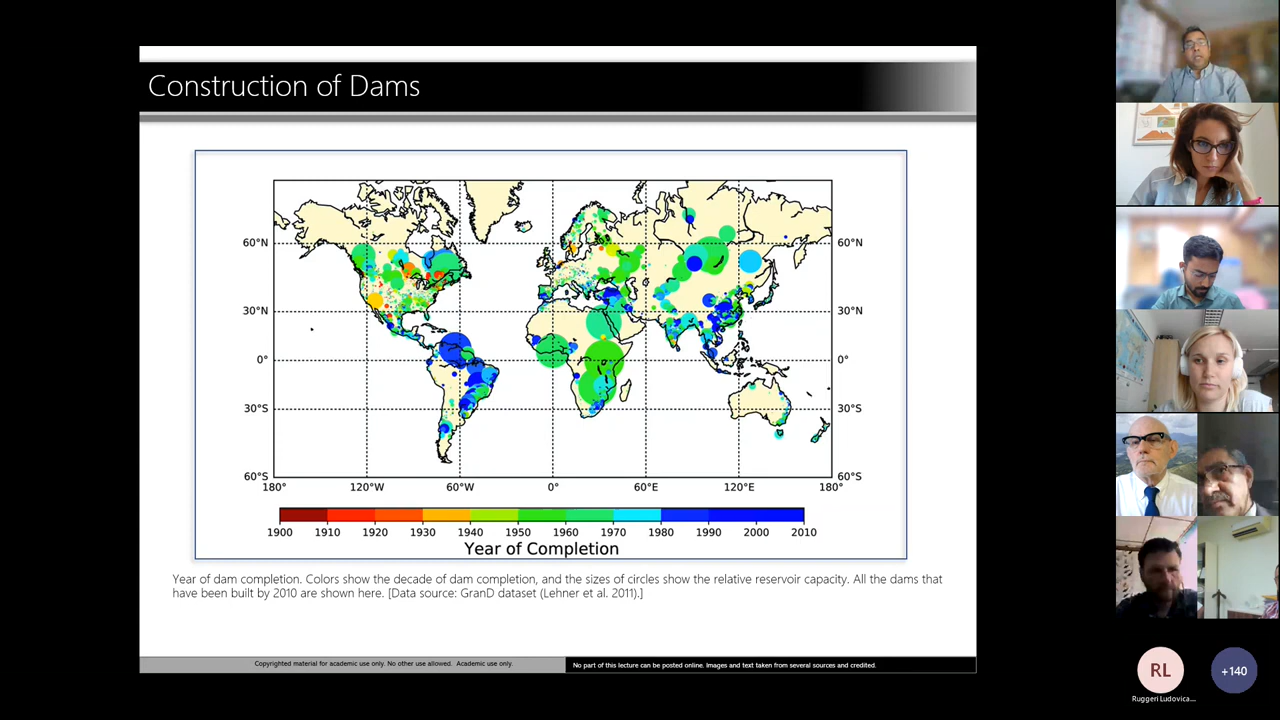 Construction of Dams
60°N 60°N
30°N 30°N
0° 0°
30°S 30°S
60°S 60°S
180° 120°W 60°W 0° 60°E 120°E 180°
1900 1910 1920 1930 1940 1950 1960 1970 1980 1990 2000 2010
Year of Completion
Year of dam completion. Colors show the decade of dam completion, and the sizes of circles show the relative reservoir capacity. All the dams that
have been built by 2010 are shown here. [Data source: GranD dataset (Lehner et al. 2011).]
Copyrighted material for academic use only. No other use allowed. Academic use only.
No part of this lecture can be posted online. Images and text taken from several sources and credited.
RL
+140
Ruggeri Ludovica...